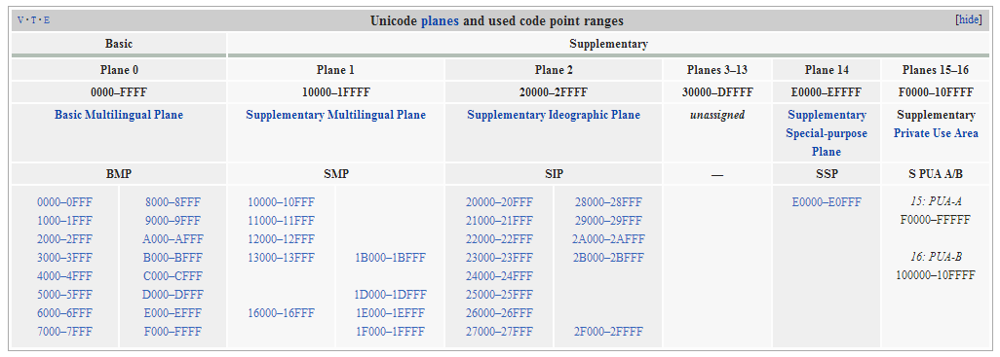 V · T · E Unicode planes and used code point ranges [hide]
Basic Supplementary
Plane 0 Plane 1 Plane 2 Planes 3–13 Plane 14 Planes 15–16
0000–FFFF 10000–1FFFF 20000–2FFFF 30000–DFFFF E0000–EFFFF F0000–10FFFF
Basic Multilingual Plane Supplementary Multilingual Plane Supplementary Ideographic Plane unassigned Supplementary Supplementary
Special-purpose Private Use Area
Plane
BMP SMP SIP — SSP S PUA A/B
0000–0FFF 8000–8FFF 10000–10FFF 20000–20FFF 28000–28FFF E0000–E0FFF 15: PUA-A
1000–1FFF 9000–9FFF 11000–11FFF 21000–21FFF 29000–29FFF F0000–FFFFF
2000–2FFF A000–AFFF 12000–12FFF 22000–22FFF 2A000–2AFFF
3000–3FFF B000–BFFF 13000–13FFF 1B000–1BFFF 23000–23FFF 2B000–2BFFF 16: PUA-B
4000–4FFF C000–CFFF 24000–24FFF 100000–10FFFF
5000–5FFF D000–DFFF 1D000–1DFFF 25000–25FFF
6000–6FFF E000–EFFF 16000–16FFF 1E000–1EFFF 26000–26FFF
7000–7FFF F000–FFFF 1F000–1FFFF 27000–27FFF 2F000–2FFFF